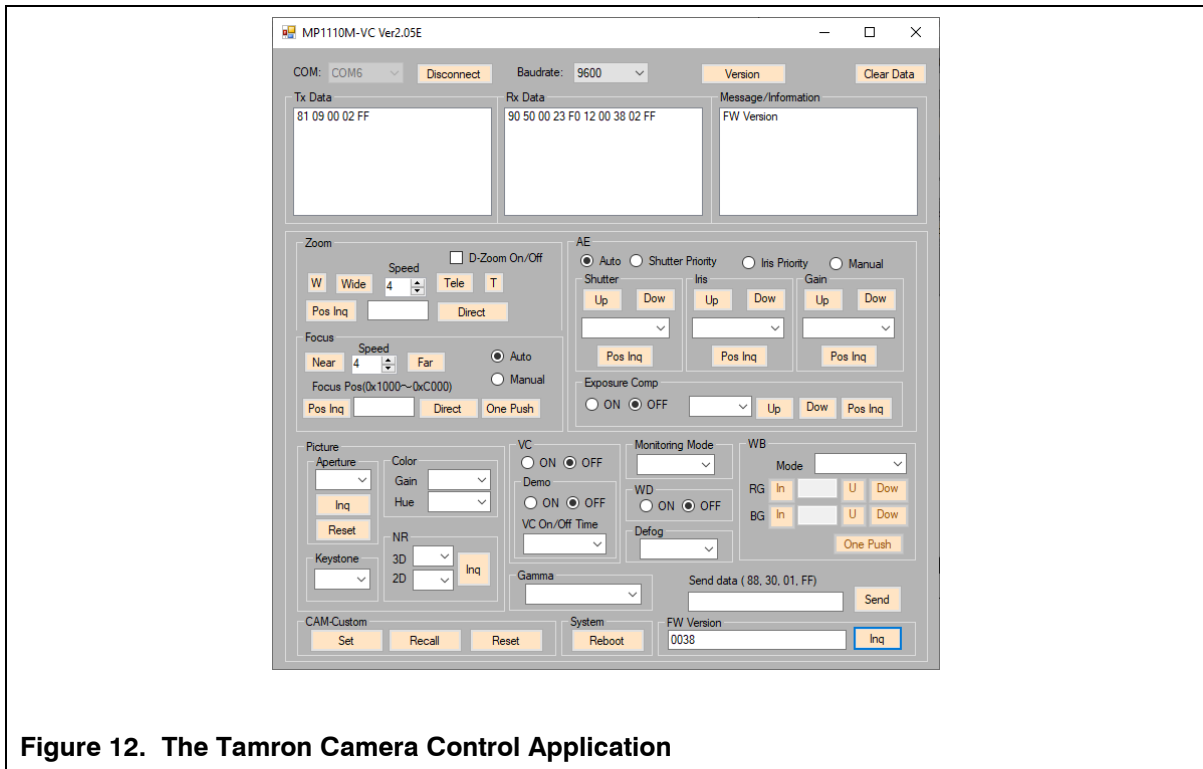 MP1110M-VC Ver2.05E
COM: COM6 Disconnect Baudrate: 9600 Version Clear Data
Tx Data Rx Data Message/Information
81 09 00 02 FF 90 50 00 23 F0 12 00 38 02 FF FW Version
Zoom
D-Zoom On/Off
Speed
W Wide 4 Tele T
Pos Inq Direct
Focus
Speed
Near 4 Far Auto
Manual
Focus Pos(0x1000～0xC000)
Pos Inq Direct One Push
AE
Auto Shutter Priority Iris Priority Manual
Shutter Iris Gain
Up Dow Up Dow Up Dow
Pos Inq Pos Inq Pos Inq
Exposure Comp
ON OFF Up Dow Pos Inq
Picture
Aperture
Inq
Reset
Color
Gain
Hue
NR
3D
2D
Inq
Keystone
VC
ON OFF
Demo
ON OFF
VC On/Off Time
Monitoring Mode
WD
ON OFF
Defog
WB
Mode
RG In U Dow
BG In U Dow
One Push
Gamma
Send data ( 88, 30, 01, FF)
Send
CAM-Custom
Set Recall Reset
System
Reboot
FW Version
0038 Inq
Figure 12. The Tamron Camera Control Application